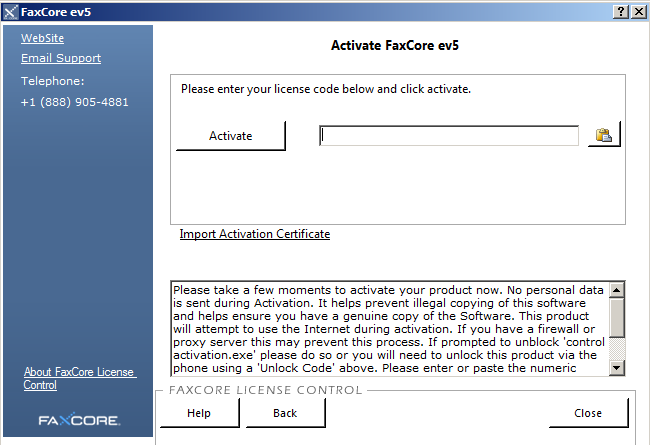 FaxCore ev5
WebSite
Email Support
Telephone:
+1 (888) 905-4881
Activate FaxCore ev5
Please enter your license code below and click activate.
Activate
Import Activation Certificate
Please take a few moments to activate your product now. No personal data
is sent during Activation. It helps prevent illegal copying of this software
and helps ensure you have a genuine copy of the Software. This product
will attempt to use the Internet during activation. If you have a firewall or
proxy server this may prevent this process. If prompted to unblock 'control
activation.exe' please do so or you will need to unlock this product via the
phone using a 'Unlock Code' above. Please enter or paste the numeric
About FaxCore License
Control
FAXCORE LICENSE CONTROL
FAXCORE.
Help
Back
Close